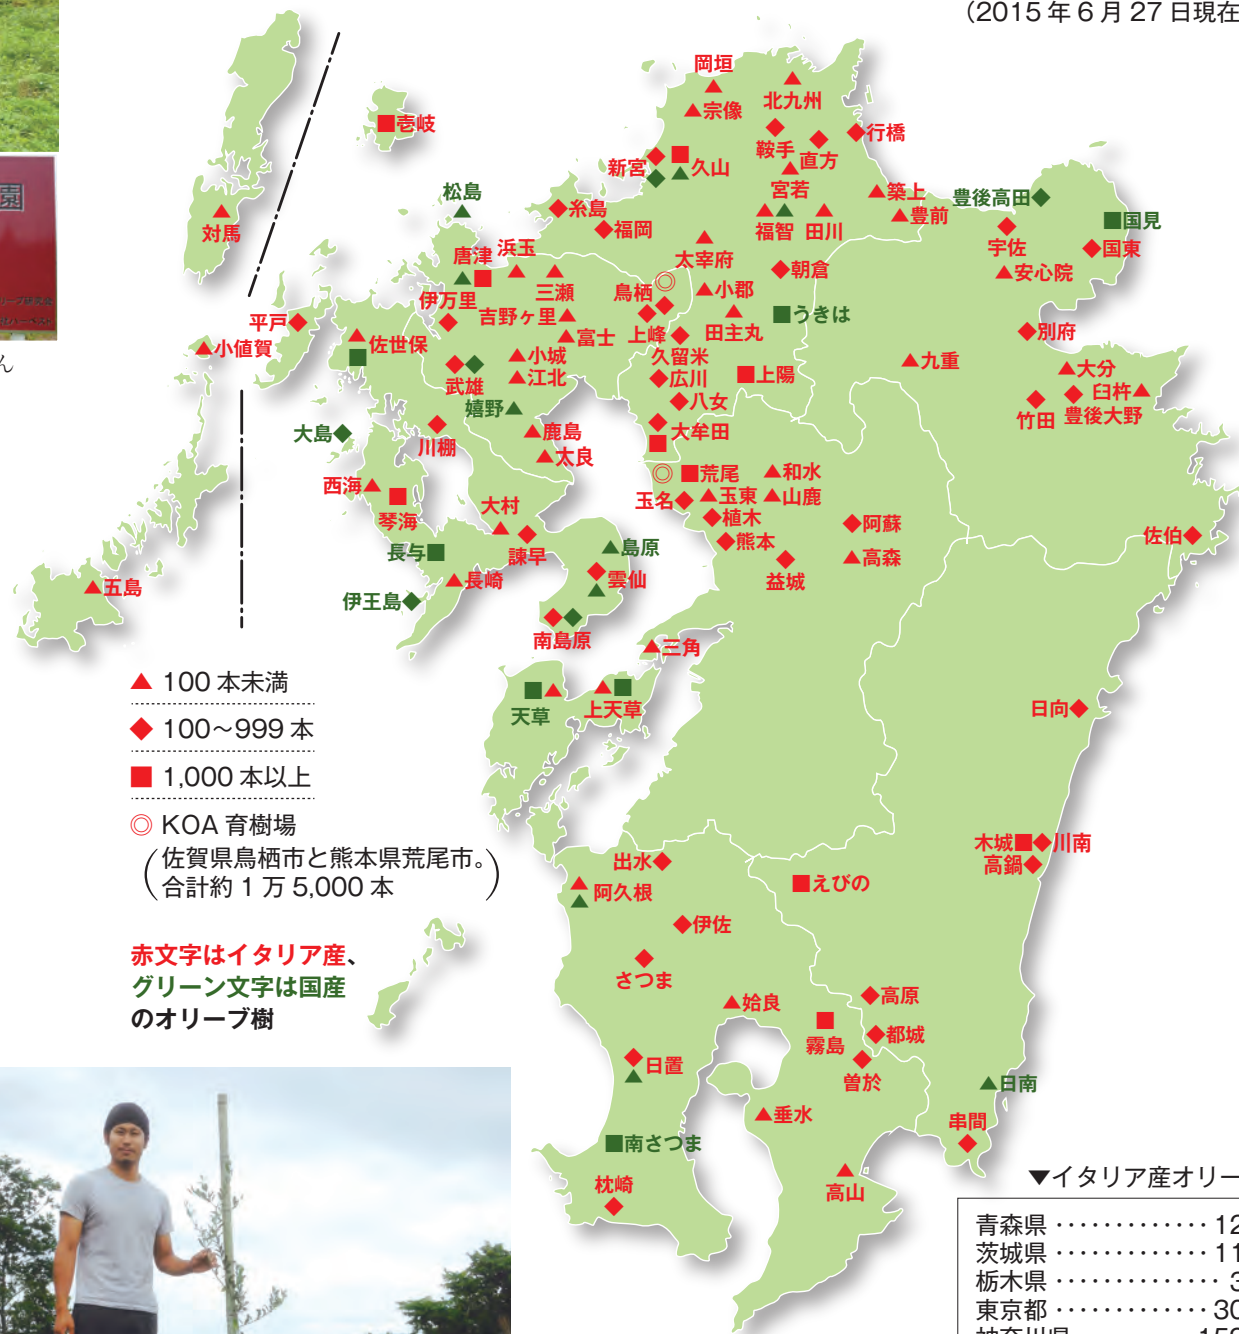 (2015年6月27日現在
園
ん
岡垣
北九州
宗像
壱岐
行橋
鞍手
直方
新宮
久山
宮若
松島
築上
豊後高田
糸島
豊前
国見
対馬
福岡
福智
田川
宇佐
国東
唐津
浜玉
太宰府
朝倉
安心院
三瀬
鳥栖
小郡
伊万里
吉野ヶ里
うきは
平戸
上峰
田主丸
別府
小値賀
佐世保
富士
小城
久留米
九重
大分
武雄
江北
広川
上陽
臼杵
嬉野
八女
竹田
豊後大野
大島
川棚
鹿島
大牟田
太良
西海
荒尾
和水
琴海
大村
玉名
玉東
山鹿
植木
阿蘇
長与
諫早
島原
熊本
佐伯
五島
長崎
雲仙
益城
高森
伊王島
南島原
三角
▲ 100本未満
天草
上天草
日向
◆ 100〜999本
■ 1,000本以上
◎ KOA育樹場
(佐賀県鳥栖市と熊本県荒尾市。
合計約1万5,000本)
木城
川南
高鍋
出水
阿久根
えびの
伊佐
赤文字はイタリア産、
グリーン文字は国産
のオリーブ樹
さつま
姶良
高原
霧島
都城
日置
曽於
日南
垂水
串間
南さつま
枕崎
高山
▼イタリア産オリー
青森県 ············· 12
茨城県 ············· 11
栃木県 ············· 3
東京都 ············· 30